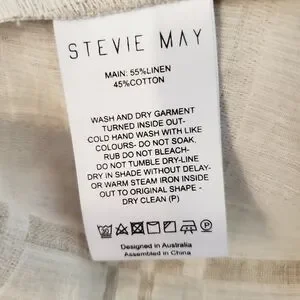 STEVIE MAY
MAIN: 55%LINEN
45%COTTON
WASH AND DRY GARMENT
TURNED INSIDE OUT-
COLD HAND WASH WITH LIKE
COLOURS- DO NOT SOAK,
RUB DO NOT BLEACH-
DO NOT TUMBLE DRY-LINE
DRY IN SHADE WITHOUT DELAY-
OR WARM STEAM IRON INSIDE
OUT TO ORIGINAL SHAPE -
DRY CLEAN (P)
P
Designed in Australia
Assembled in China